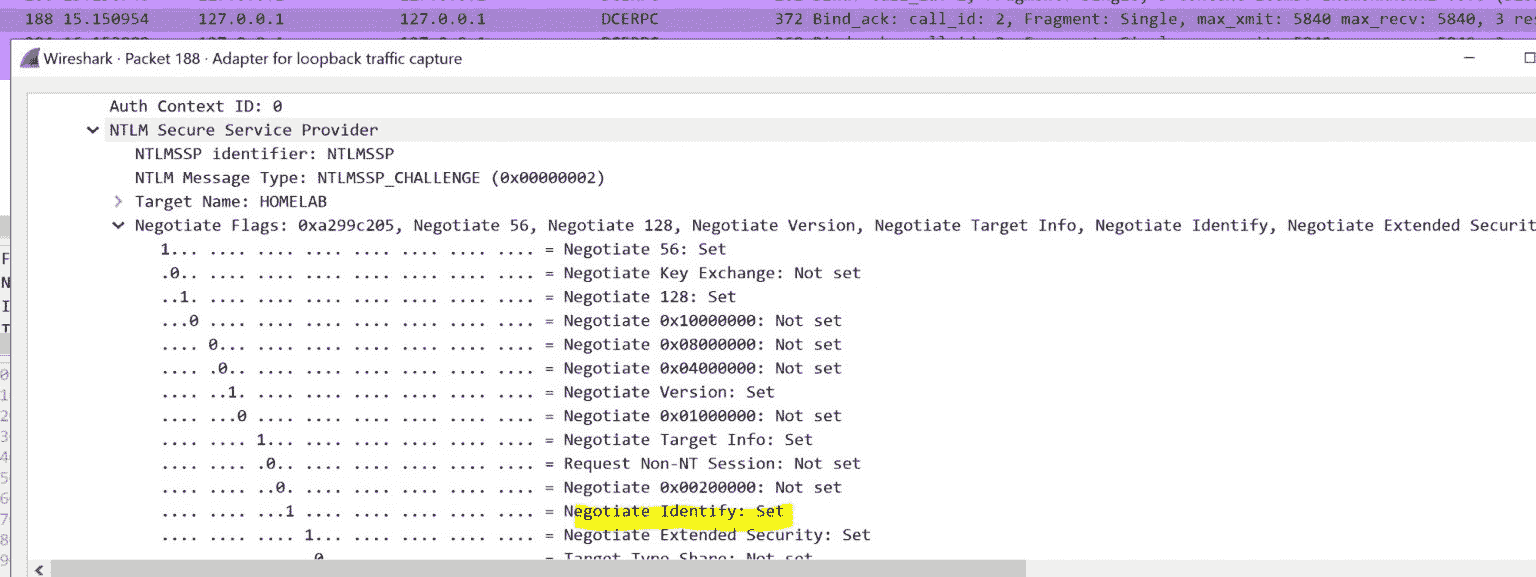 188 15.150954 127.0.0.1 127.0.0.1 DCERPC 372 Bind_ack: call_id: 2, Fragment: Single, max_xmit: 5840 max_recv: 5840, 3 res
Wireshark · Packet 188 · Adapter for loopback traffic capture
Auth Context ID: 0
NTLM Secure Service Provider
NTLMSSP identifier: NTLMSSP
NTLM Message Type: NTLMSSP_CHALLENGE (0x00000002)
Target Name: HOMELAB
Negotiate Flags: 0xa299c205, Negotiate 56, Negotiate 128, Negotiate Version, Negotiate Target Info, Negotiate Identify, Negotiate Extended Securit
1... .... .... .... .... .... .... .... = Negotiate 56: Set
.0.. .... .... .... .... .... .... .... = Negotiate Key Exchange: Not set
..1. .... .... .... .... .... .... .... = Negotiate 128: Set
...0 .... .... .... .... .... .... .... = Negotiate 0x10000000: Not set
.... 0... .... .... .... .... .... .... = Negotiate 0x08000000: Not set
.... .0.. .... .... .... .... .... .... = Negotiate 0x04000000: Not set
.... ..1. .... .... .... .... .... .... = Negotiate Version: Set
.... ...0 .... .... .... .... .... .... = Negotiate 0x01000000: Not set
.... .... 1... .... .... .... .... .... = Negotiate Target Info: Set
.... .... .0.. .... .... .... .... .... = Request Non-NT Session: Not set
.... .... ..0. .... .... .... .... .... = Negotiate 0x00200000: Not set
.... .... ...1 .... .... .... .... .... = Negotiate Identify: Set
.... .... .... 1... .... .... .... .... = Negotiate Extended Security: Set
= Target Type Share: Not set